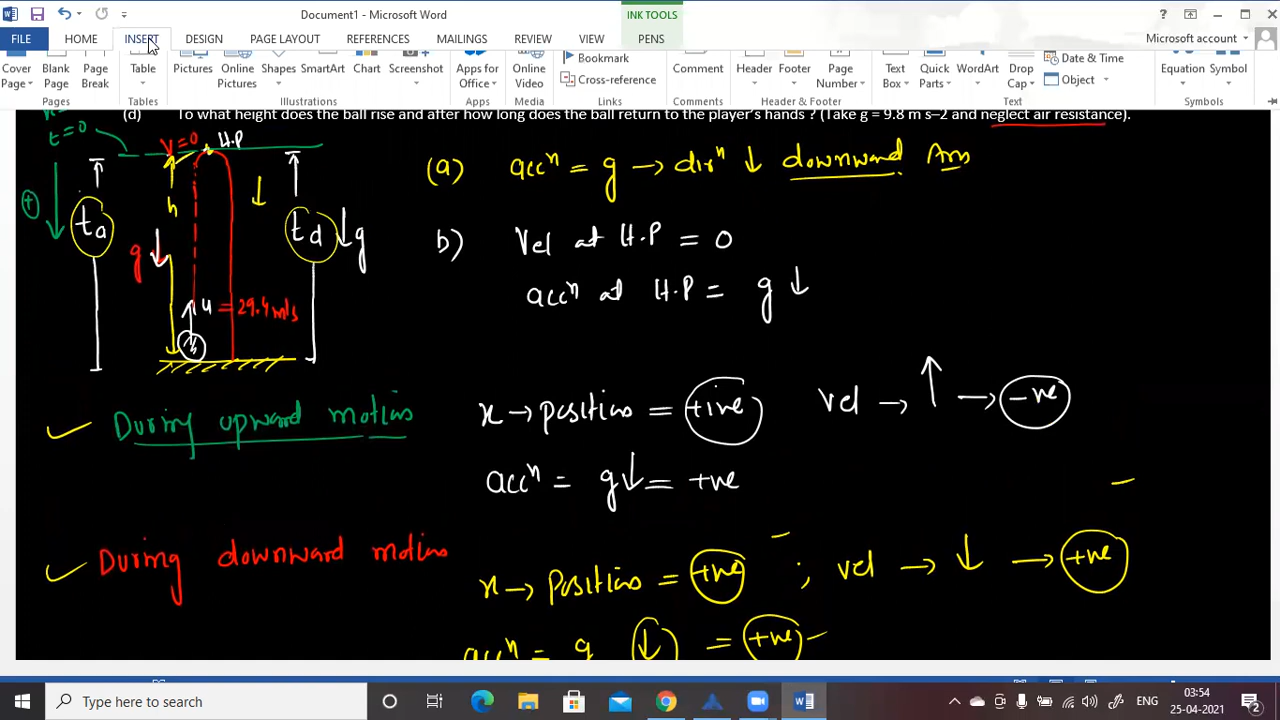 Document1 - Microsoft Word
INK TOOLS
FILE HOME INSERT DESIGN PAGE LAYOUT REFERENCES MAILINGS REVIEW VIEW PENS
Microsoft account
Cover Page
Blank Page
Page Break
Table
Pictures
Online Pictures
Shapes
SmartArt
Chart
Screenshot
Apps for Office
Online Video
Bookmark
Cross-reference
Comment
Header
Footer
Page Number
Text Box
Quick Parts
WordArt
Drop Cap
Date & Time
Object
Equation
Symbol
Pages Tables Illustrations Apps Media Links Comments Header & Footer Text Symbols
(d) To what height does the ball rise and after how long does the ball return to the player's hands? (Take g = 9.8 m s–2 and neglect air resistance).
t=0
v=0 H.P
(a) accⁿ = g → dirⁿ ↓ downward Ans
+
ta
h
g↓
td ↓g
u = 29.4 m/s
b) Vel at H.P = 0
accⁿ at H.P = g ↓
During upward motion
x → position = +ive vel → ↑ → -ve
accⁿ = g↓ = +ve
During downward motion
x → position = +ve ; vel → ↓ → +ve
accⁿ = g ↓ = +ve
Type here to search
ENG
03:54
25-04-2021
2